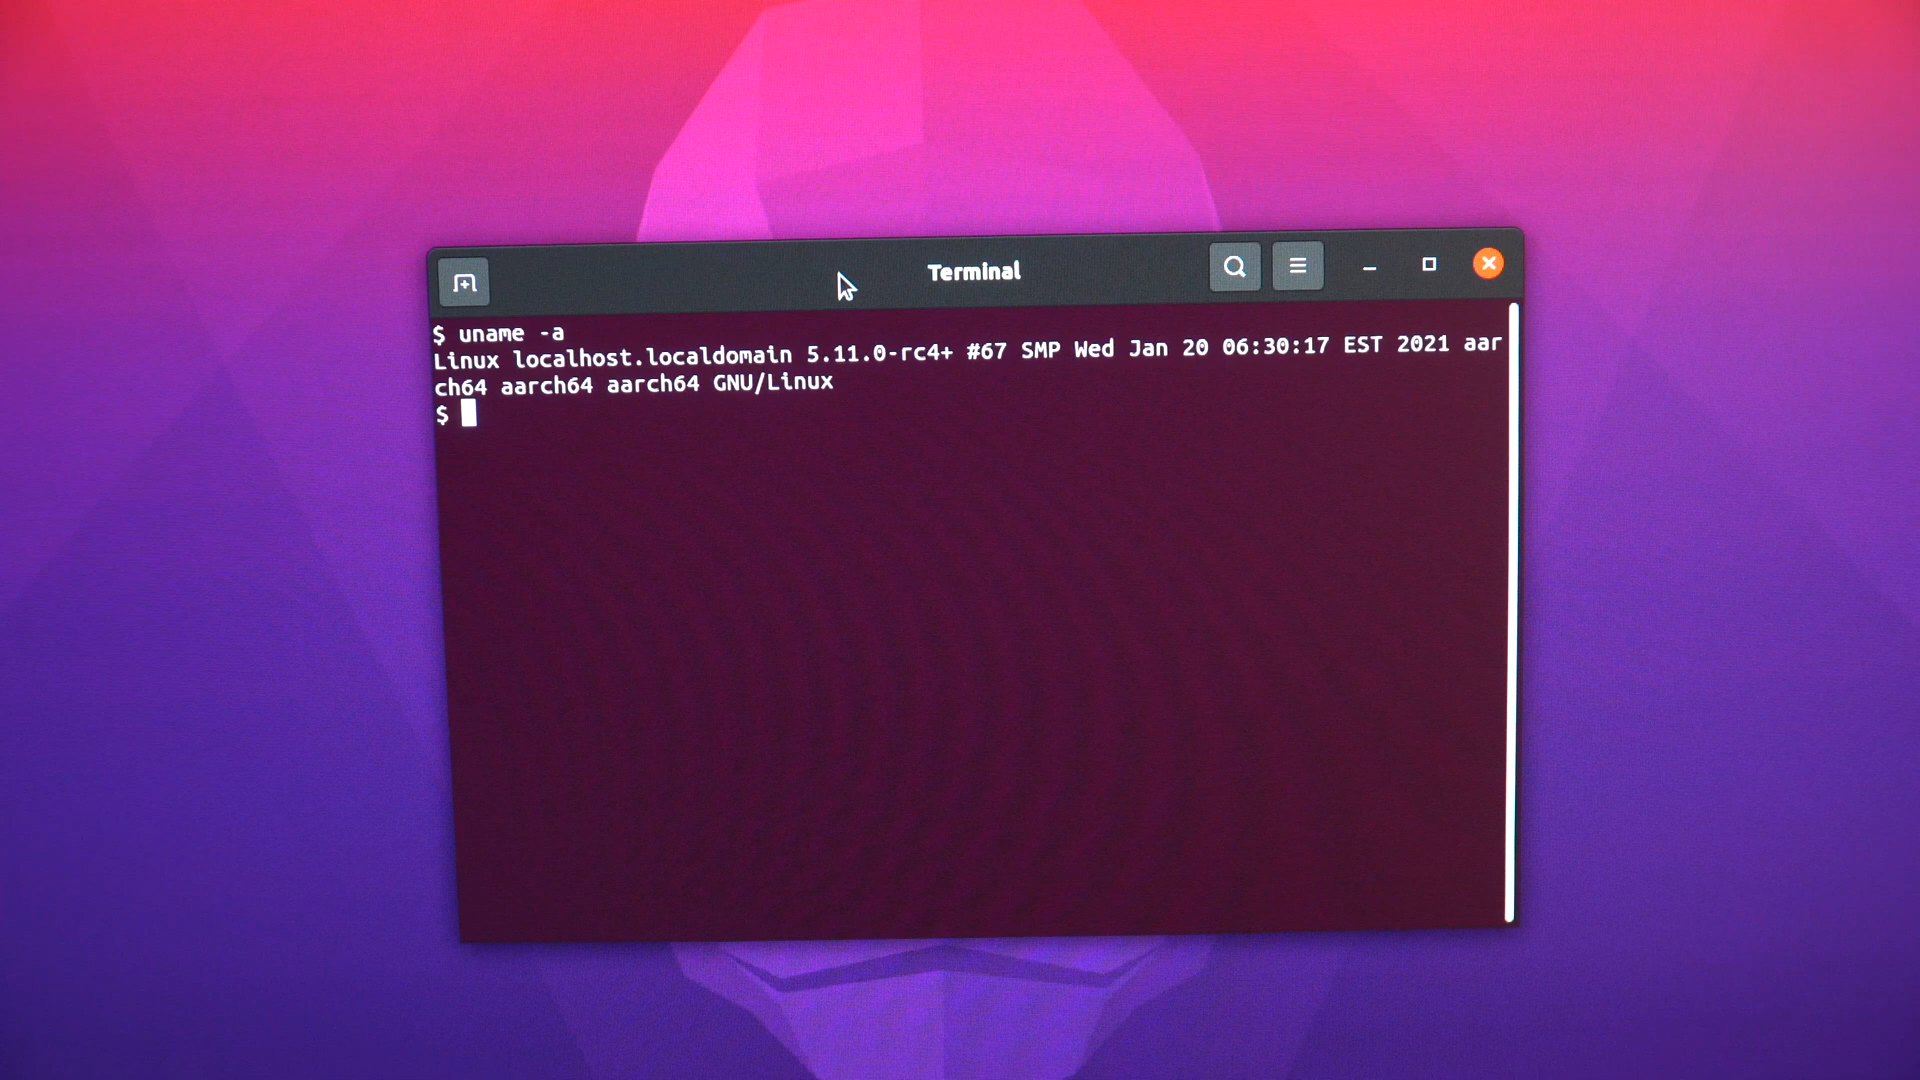 Terminal
$ uname -a
Linux localhost.localdomain 5.11.0-rc4+ #67 SMP Wed Jan 20 06:30:17 EST 2021 aar
ch64 aarch64 aarch64 GNU/Linux
$